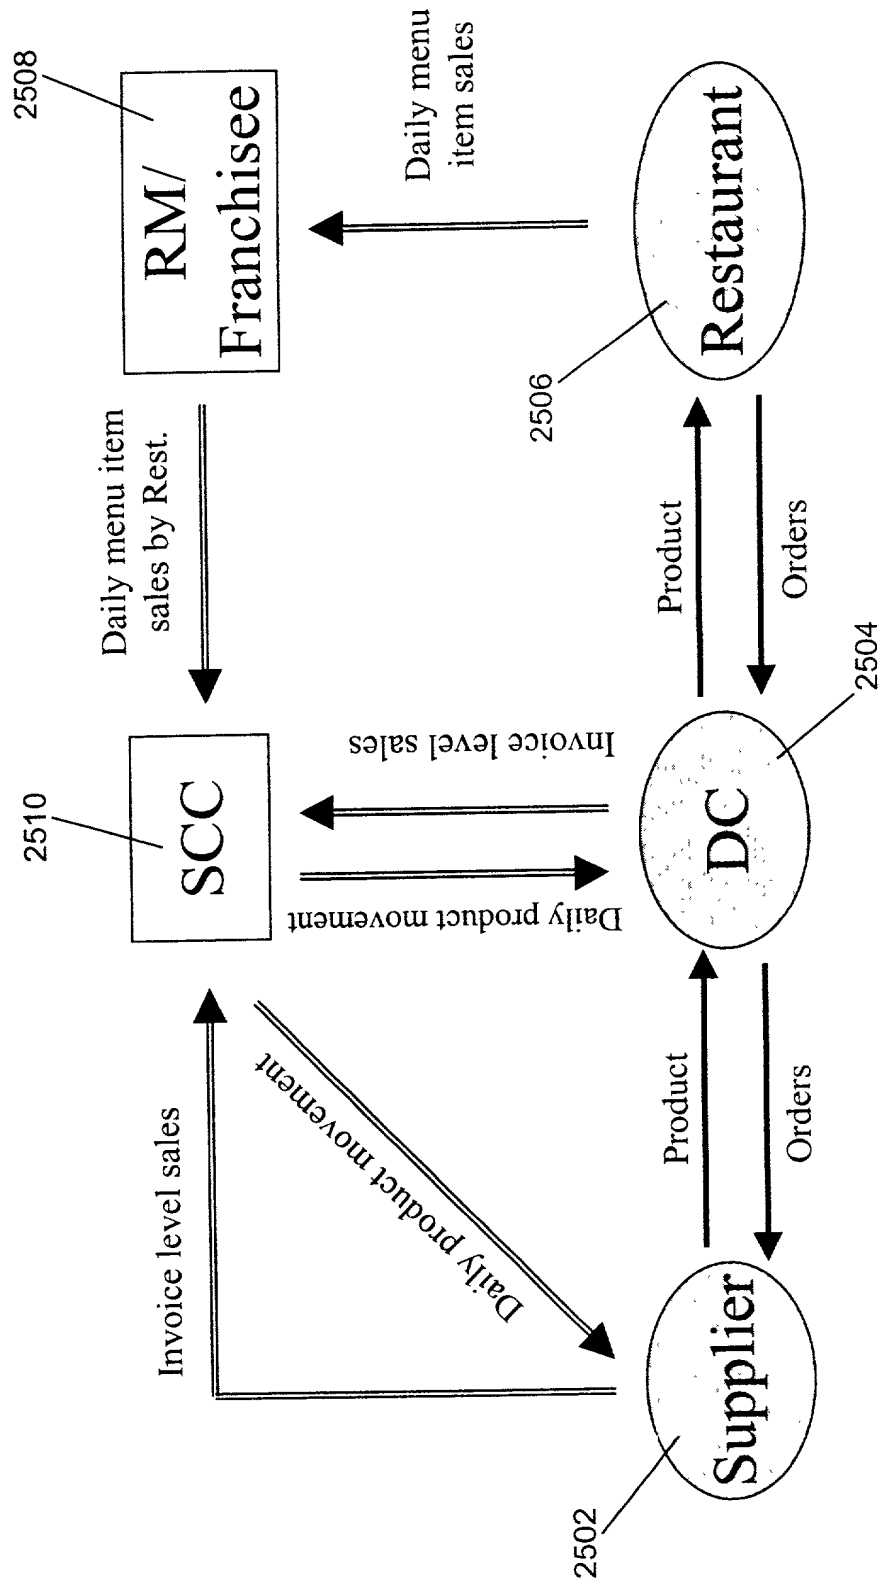 2510
2508
SCC
RM/
Franchisee
Daily menu item
sales by Rest.
Daily menu
item sales
Invoice level sales
Daily product movement
Daily product movement
Invoice level sales
2502
Supplier
Product
Orders
DC
2504
Product
Orders
2506
Restaurant